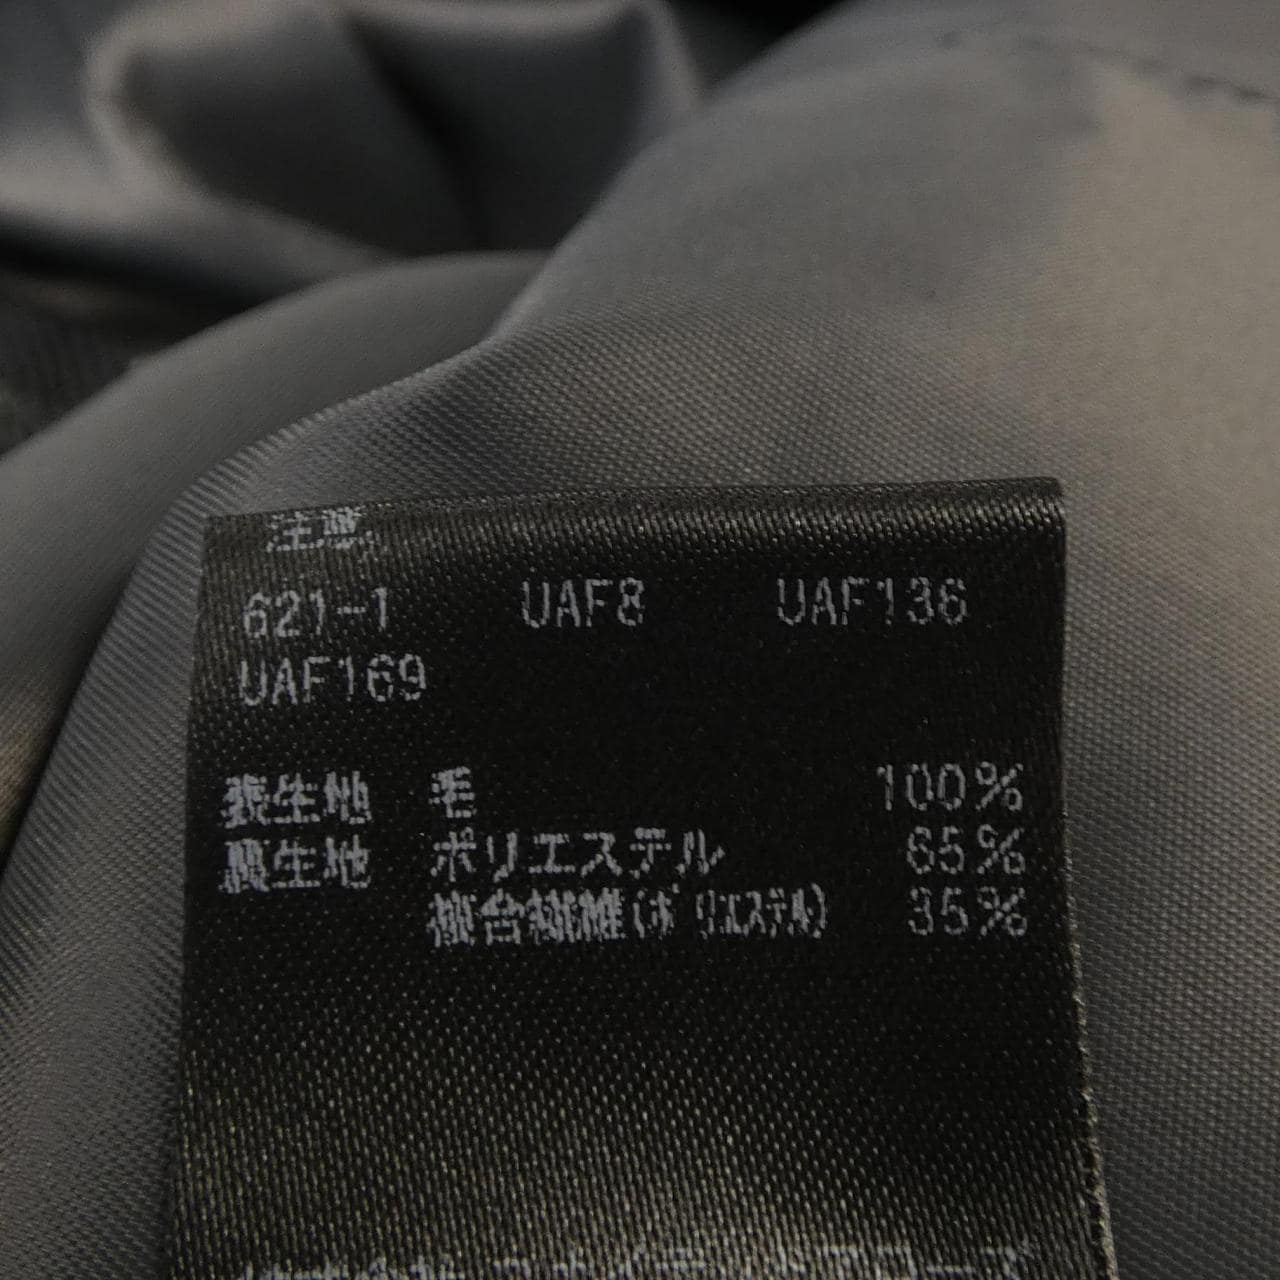 注意
621-1 UAF8 UAF136
UAF169
表生地 毛 100%
裏生地 ポリエステル 65%
複合繊維(ポリエステル) 35%